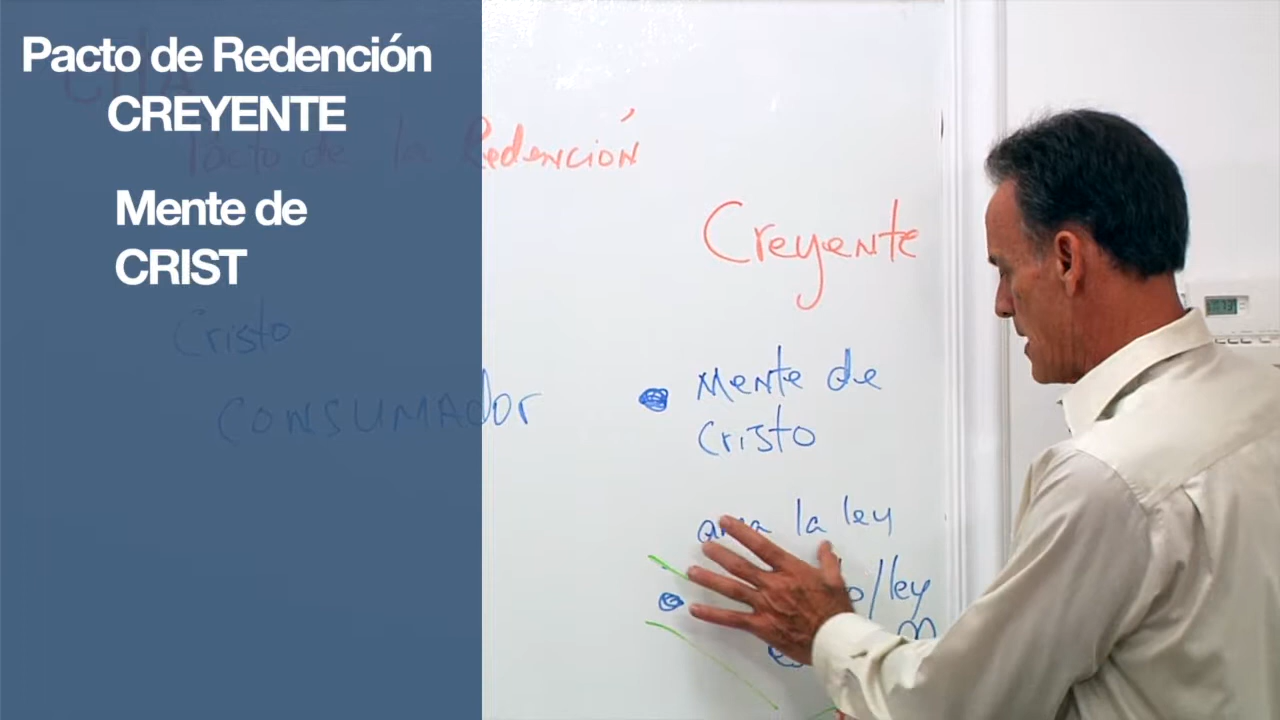 Pacto de Redención
CREYENTE
Mente de
CRIST
Pacto de la Redención
Creyente
Cristo
CONSUMADOR
Mente de
Cristo
ama la ley
/ley